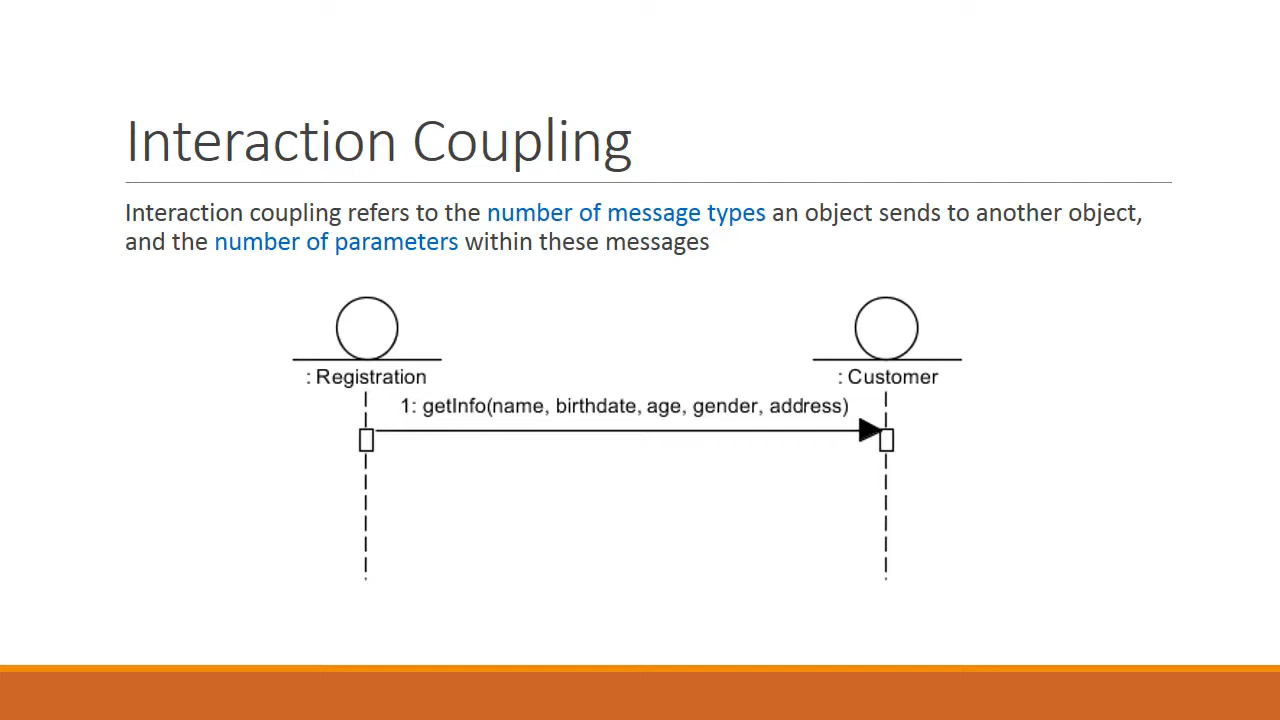 Interaction Coupling
Interaction coupling refers to the number of message types an object sends to another object,
and the number of parameters within these messages
: Registration
: Customer
1: getInfo(name, birthdate, age, gender, address)